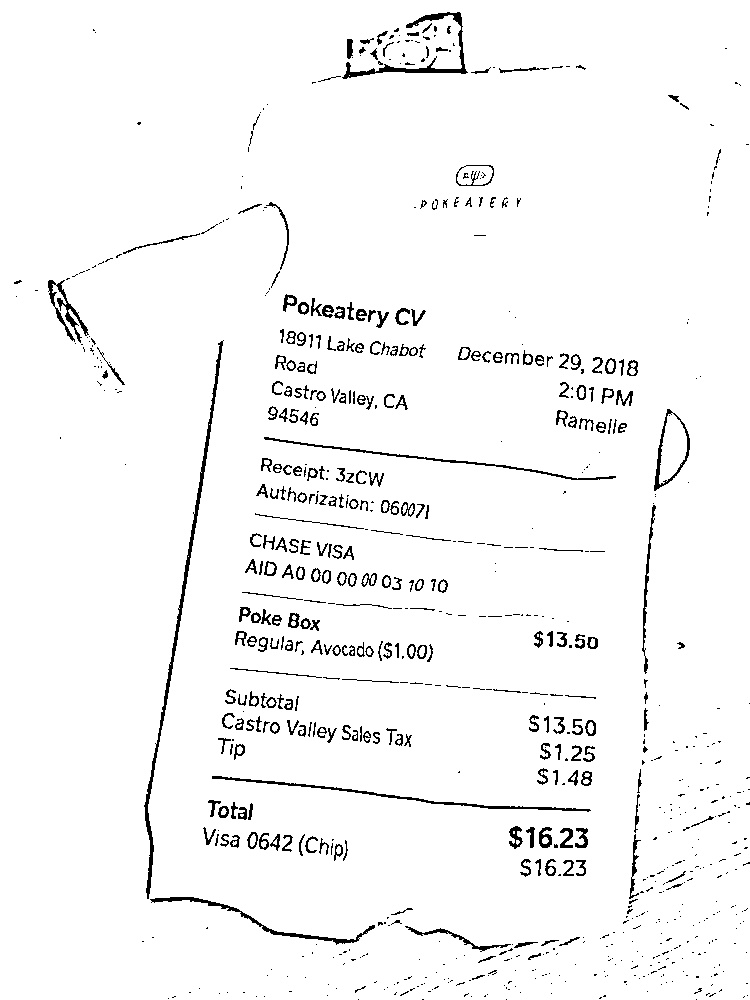 POKEATERY
Pokeatery CV
18911 Lake Chabot
Road
Castro Valley, CA
94546
December 29, 2018
2:01 PM
Ramelle
Receipt: 3zCW
Authorization: 060071
CHASE VISA
AID A0 00 00 00 03 10 10
Poke Box $13.50
Regular, Avocado ($1.00)
Subtotal $13.50
Castro Valley Sales Tax $1.25
Tip $1.48
Total $16.23
Visa 0642 (Chip) $16.23